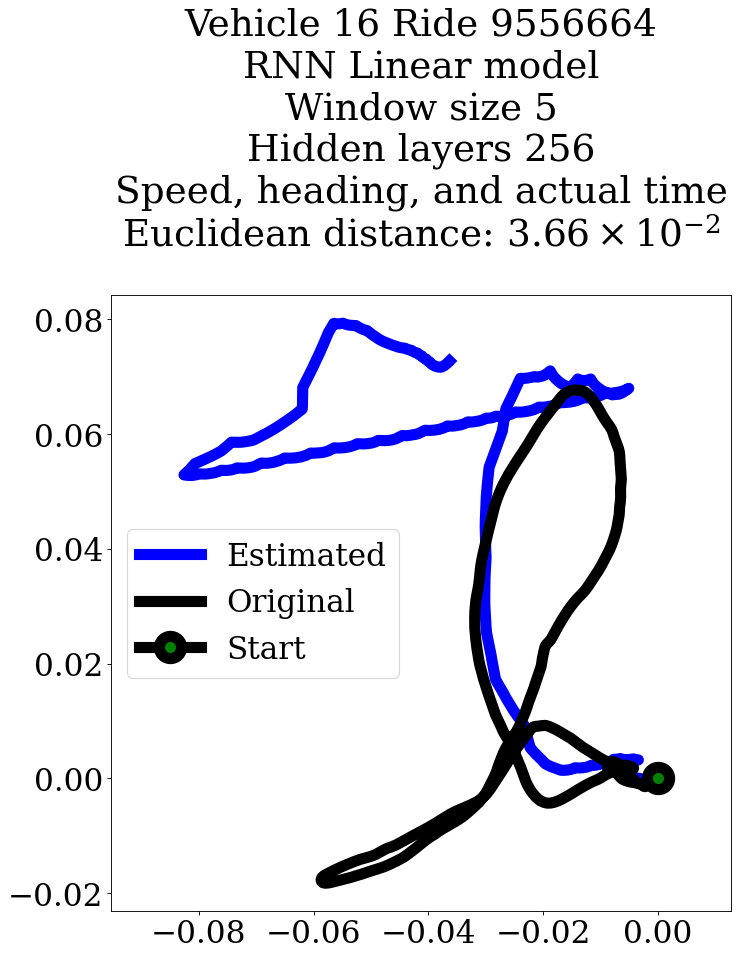 Vehicle 16 Ride 9556664
RNN Linear model
Window size 5
Hidden layers 256
Speed, heading, and actual time
Euclidean distance: 3.66 × 10⁻²
0.08
0.06
0.04
0.02
0.00
−0.02
Estimated
Original
Start
−0.08 −0.06 −0.04 −0.02 0.00